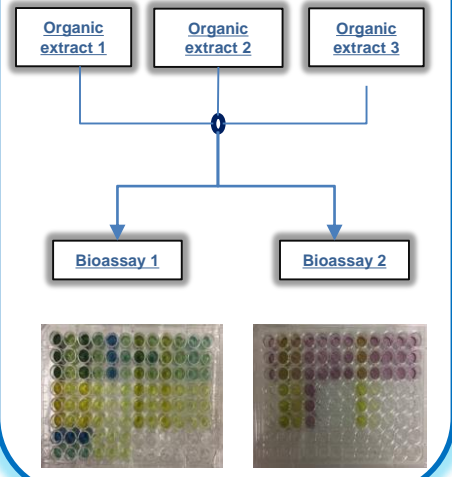 Organic
extract 1
Organic
extract 2
Organic
extract 3
Bioassay 1
Bioassay 2